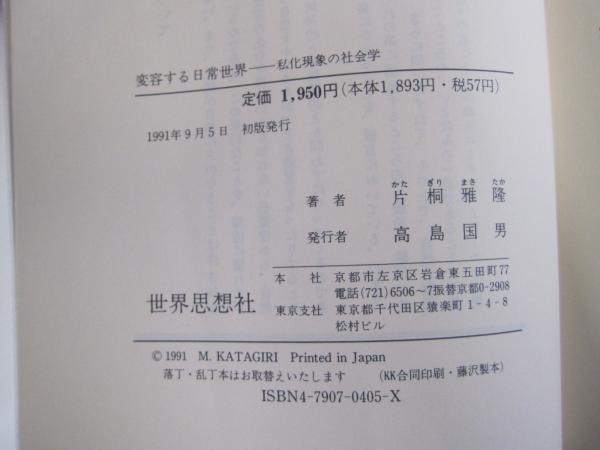 変容する日常世界――私化現象の社会学
定価 1,950円(本体1,893円・税57円)
1991年9月5日 初版発行
かた ぎり まさ たか
著者 片桐雅隆
発行者 高島国男
本社 京都市左京区岩倉東五田町77
電話(721)6506〜7振替京都0-2908
世界思想社
東京支社 東京都千代田区猿楽町1-4-8
松村ビル
© 1991 M. KATAGIRI Printed in Japan
落丁・乱丁本はお取替えいたします (KK合同印刷・藤沢製本)
ISBN4-7907-0405-X